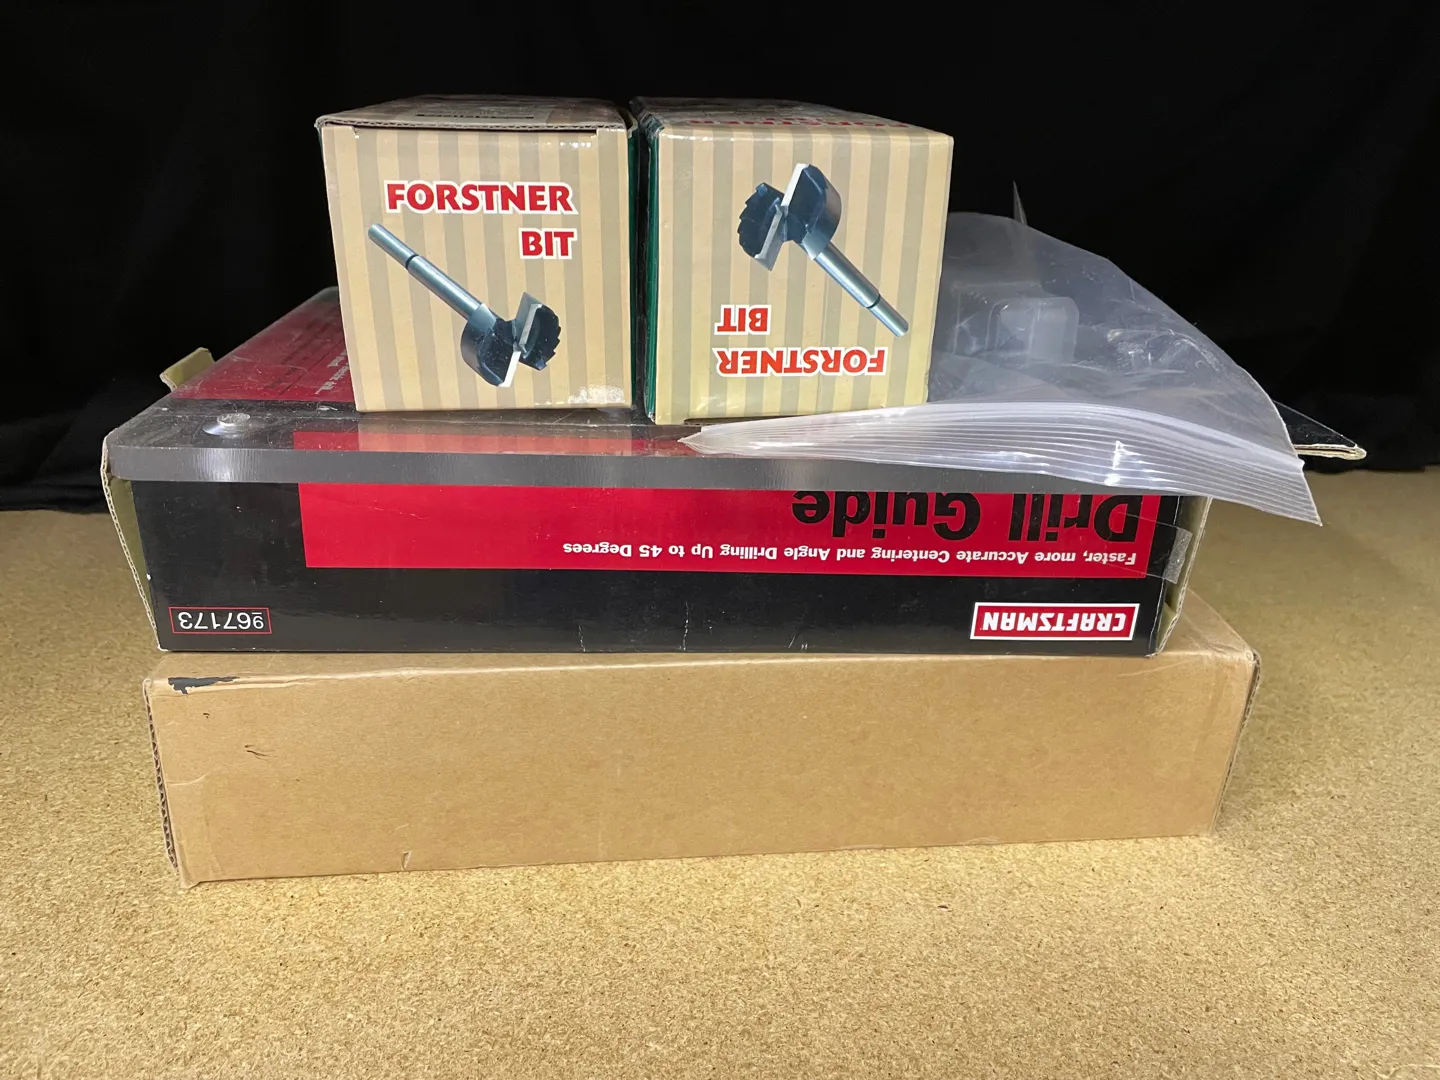 FORSTNER
BIT
FORSTNER
FORSTNER
BIT
Drill Guide
Faster, more Accurate Centering and Angle Drilling Up to 45 Degrees
CRAFTSMAN
967173